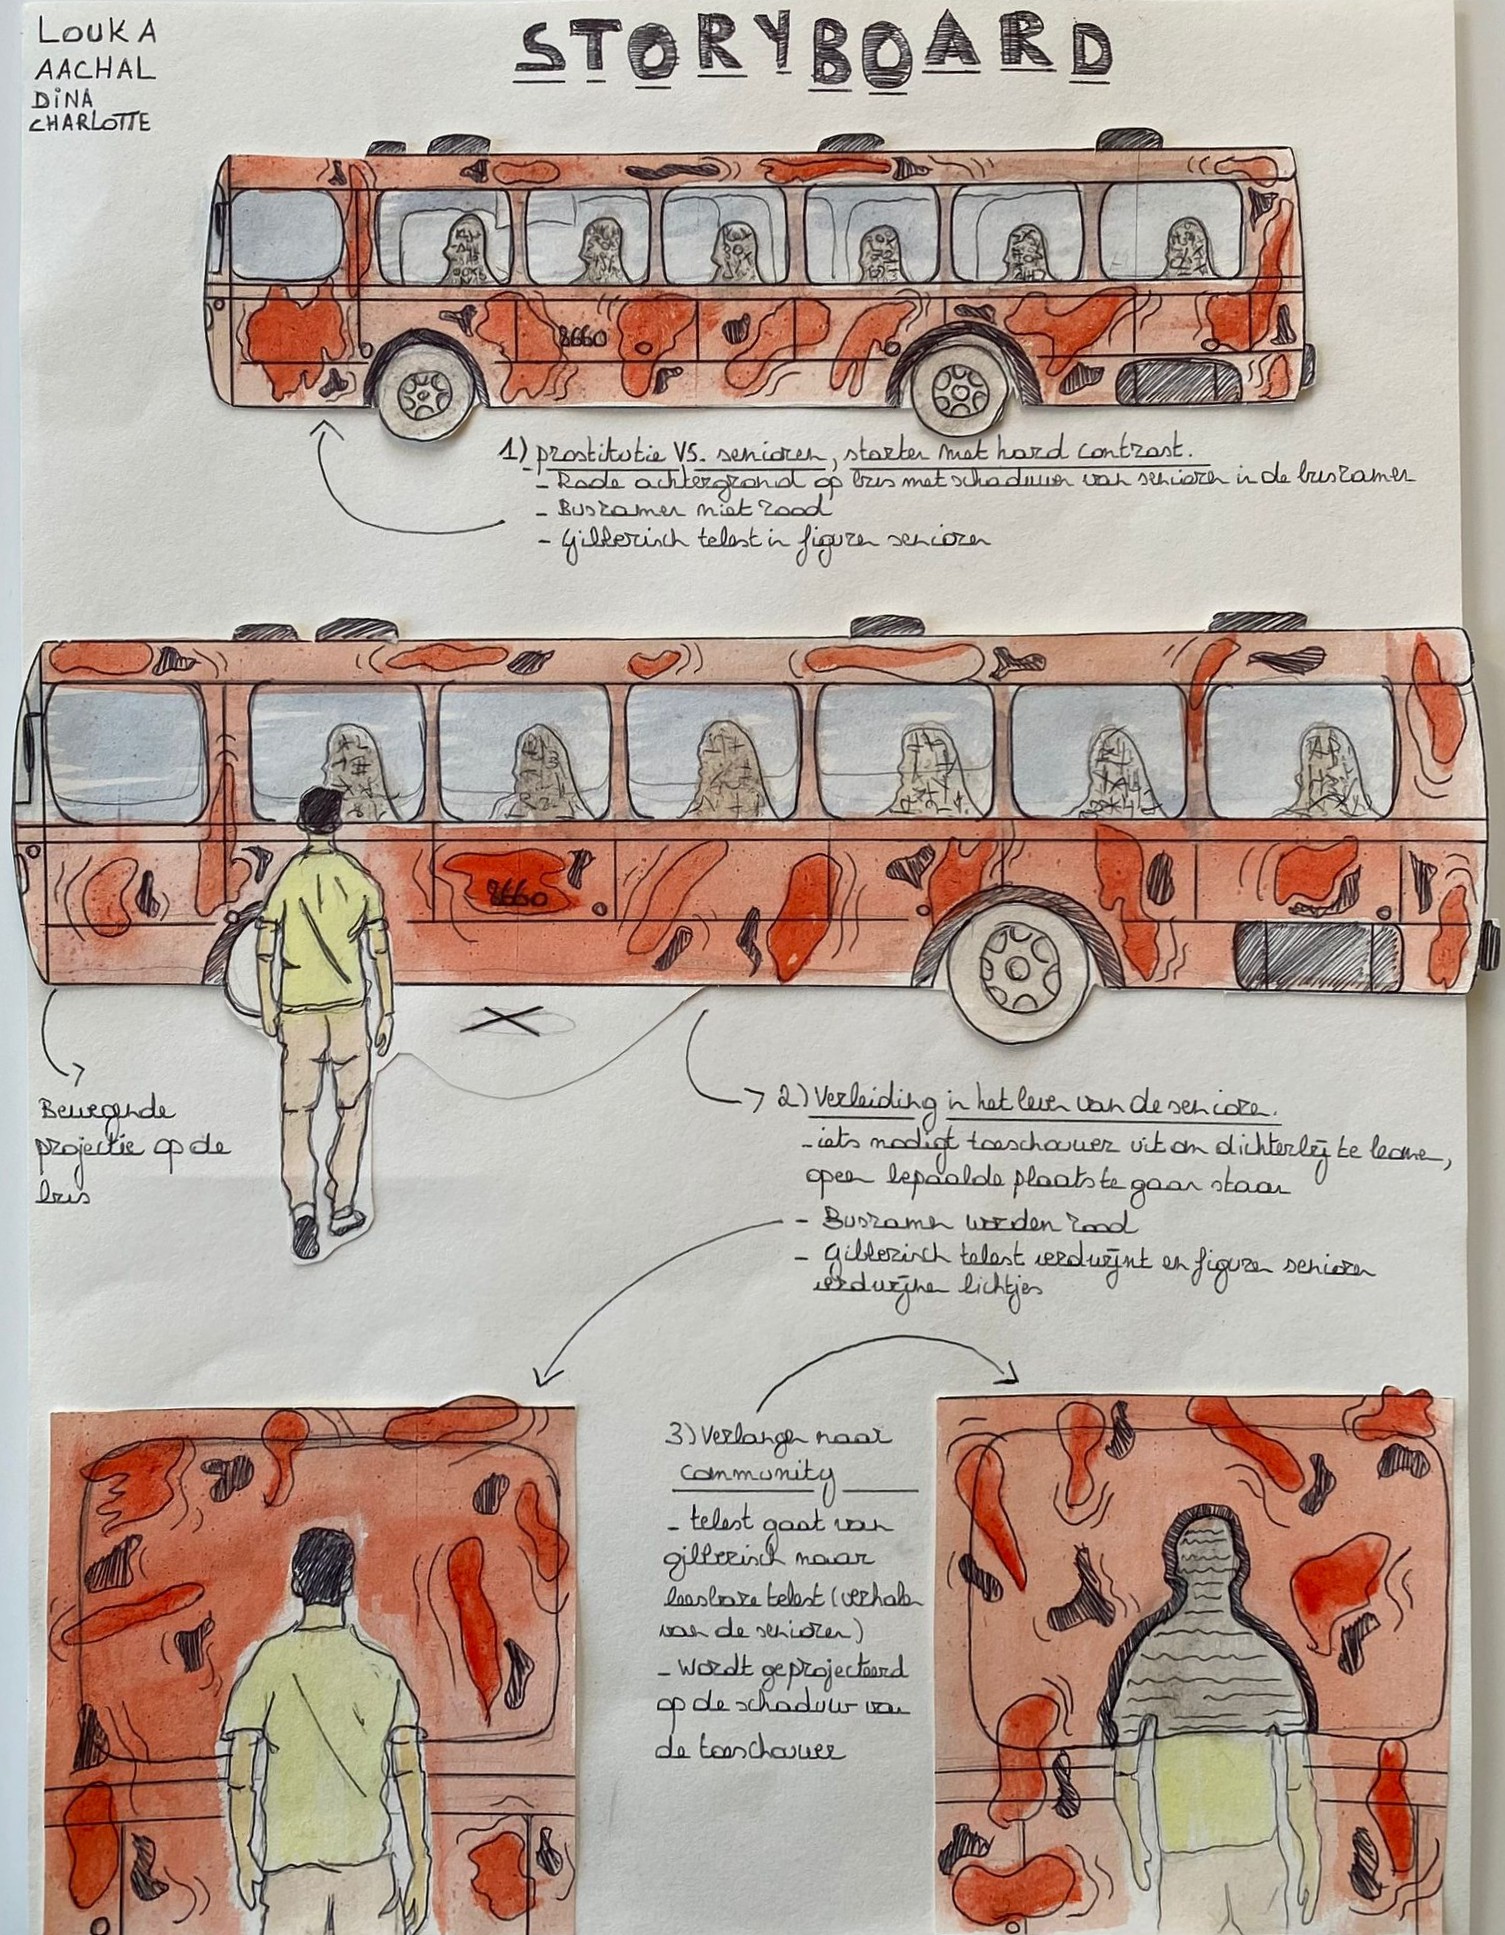 LOUKA
AACHAL
DINA
CHARLOTTE
STORYBOARD
8660
1) prostitutie VS. senioren, starten met hard contrast.
- Rode achtergrond op bus met schaduwen van senioren in de busramen
- Busramen niet rood
- Gibberisch tekst in figuren senioren
8660
Bewegende
projectie op de
bus
2) Verleiding in het leven van de senioren.
- iets nodigt toeschouwer uit om dichterbij te komen,
op een bepaalde plaats te gaan staan
- Busramen worden rood
- Gibberisch tekst verdwijnt en figuren senioren
verdwijnen lichtjes
3) Verlangen naar
community
- tekst gaat van
gibberisch naar
leesbare tekst (verhalen
van de senioren)
- wordt geprojecteerd
op de schaduw van
de toeschouwer